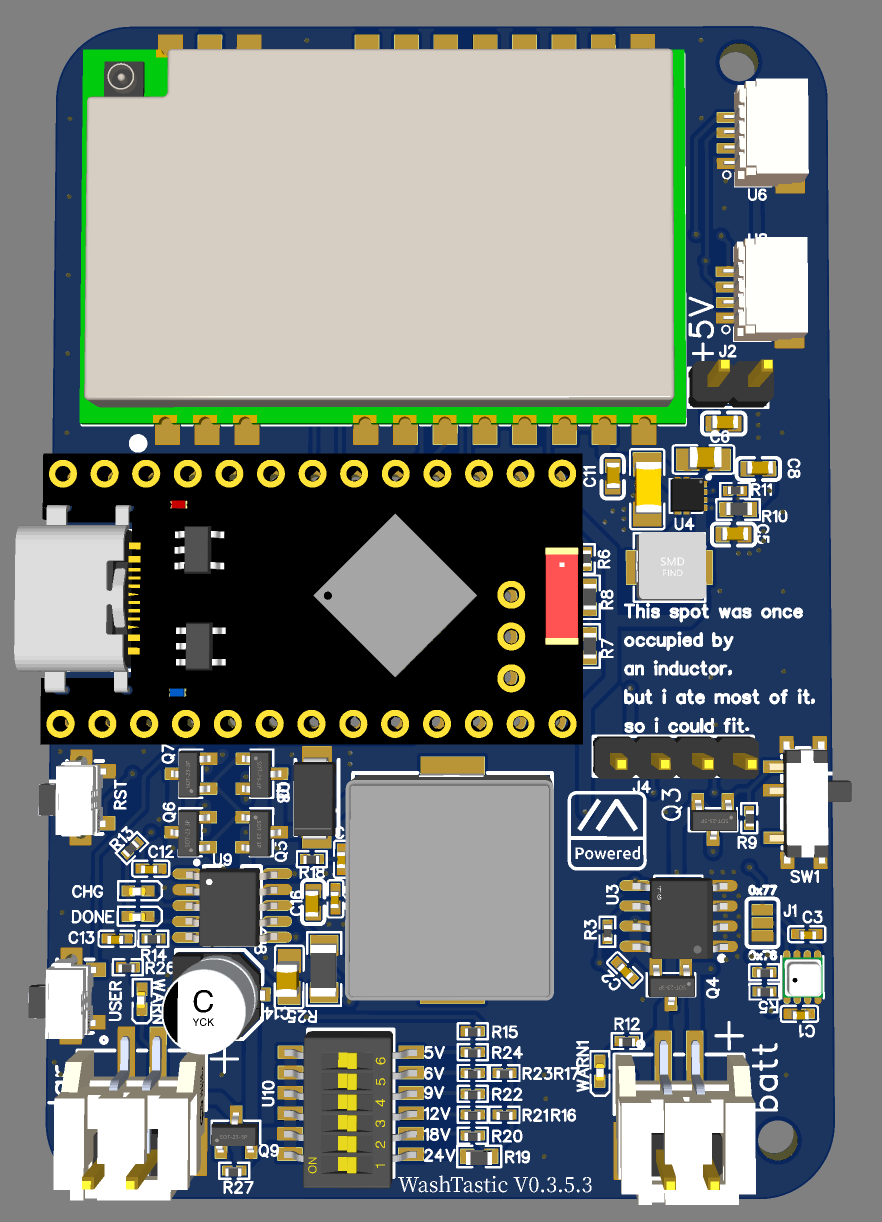 U6
+5V
J2
C6
C11
C8
R11
R10
U4
C5
SMD
FIND
R6
R8
R7
This spot was once
occupied by
an inductor.
but i ate most of it.
so i could fit.
J4
Q7
Q6
Q5
RST
R13
C12
U9
R18
C16
CHG
DONE
C13
R14
R26
USER
WARN
C
YCK
C14
R25
Powered
Q3
R9
SW1
U3
R3
0x77
J1
C3
Q4
R5
C1
R12
WARN1
batt
+
+
U10
ON
1
2
3
4
5
6
5V
6V
9V
12V
18V
24V
R15
R24
R23R17
R22
R21R16
R20
R19
Q9
R27
WashTastic V0.3.5.3